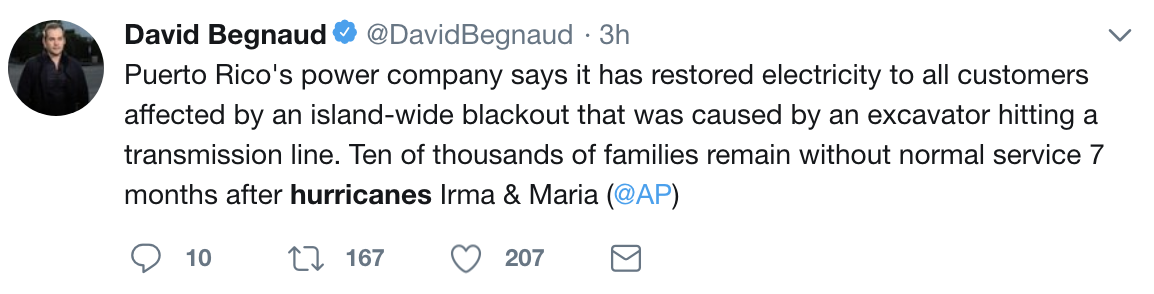 David Begnaud @DavidBegnaud · 3h
Puerto Rico's power company says it has restored electricity to all customers
affected by an island-wide blackout that was caused by an excavator hitting a
transmission line. Ten of thousands of families remain without normal service 7
months after hurricanes Irma & Maria (@AP)
10 167 207